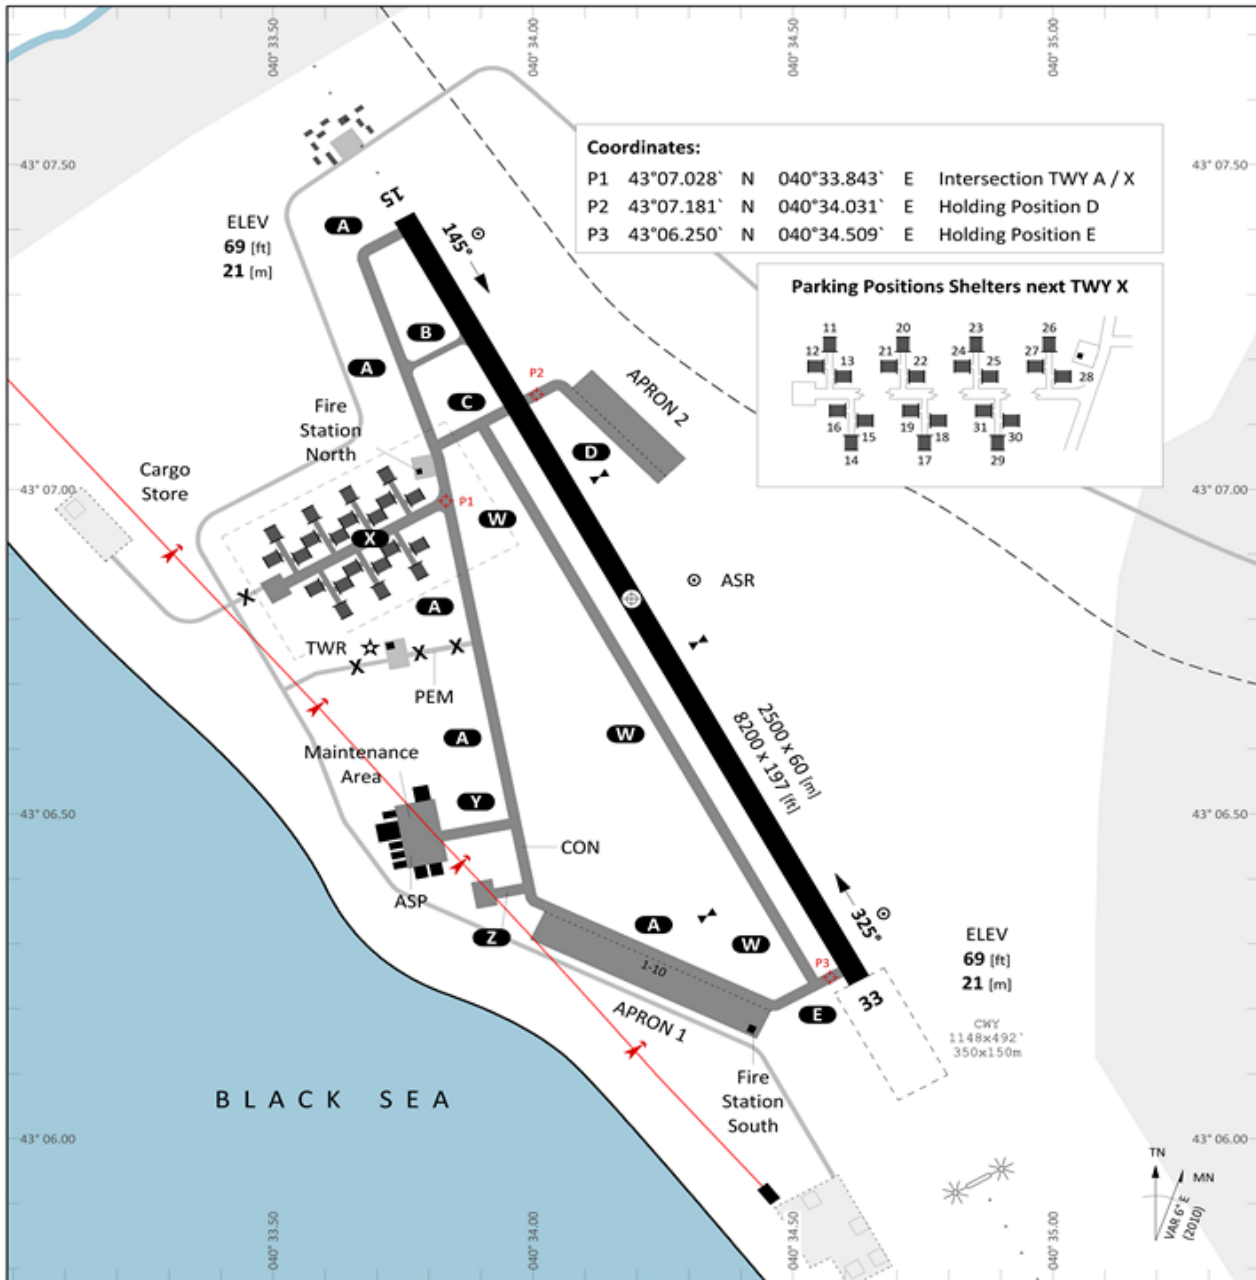 040° 33.50
040° 34.00
040° 34.50
040° 35.00
43° 07.50
43° 07.50
Coordinates:
P1 43°07.028` N 040°33.843` E Intersection TWY A / X
P2 43°07.181` N 040°34.031` E Holding Position D
P3 43°06.250` N 040°34.509` E Holding Position E
15
A
ELEV
69 [ft]
21 [m]
145°
Parking Positions Shelters next TWY X
11
20
23
26
12
13
21
22
24
25
27
28
16
15
19
18
31
30
14
17
29
B
A
P2
APRON 2
C
Fire
Station
North
D
Cargo
Store
43° 07.00
43° 07.00
P1
W
X
ASR
A
TWR
X
X
X
X
PEM
2500 x 60 [m]
8200 x 197 [ft]
W
A
Maintenance
Area
Y
43° 06.50
43° 06.50
CON
ASP
325°
A
W
Z
ELEV
69 [ft]
21 [m]
1-10
P3
33
E
APRON 1
CWY
1148x492`
350x150m
Fire
Station
South
BLACK SEA
43° 06.00
43° 06.00
TN
MN
VAR 6° E
(2010)
040° 33.50
040° 34.00
040° 34.50
040° 35.00